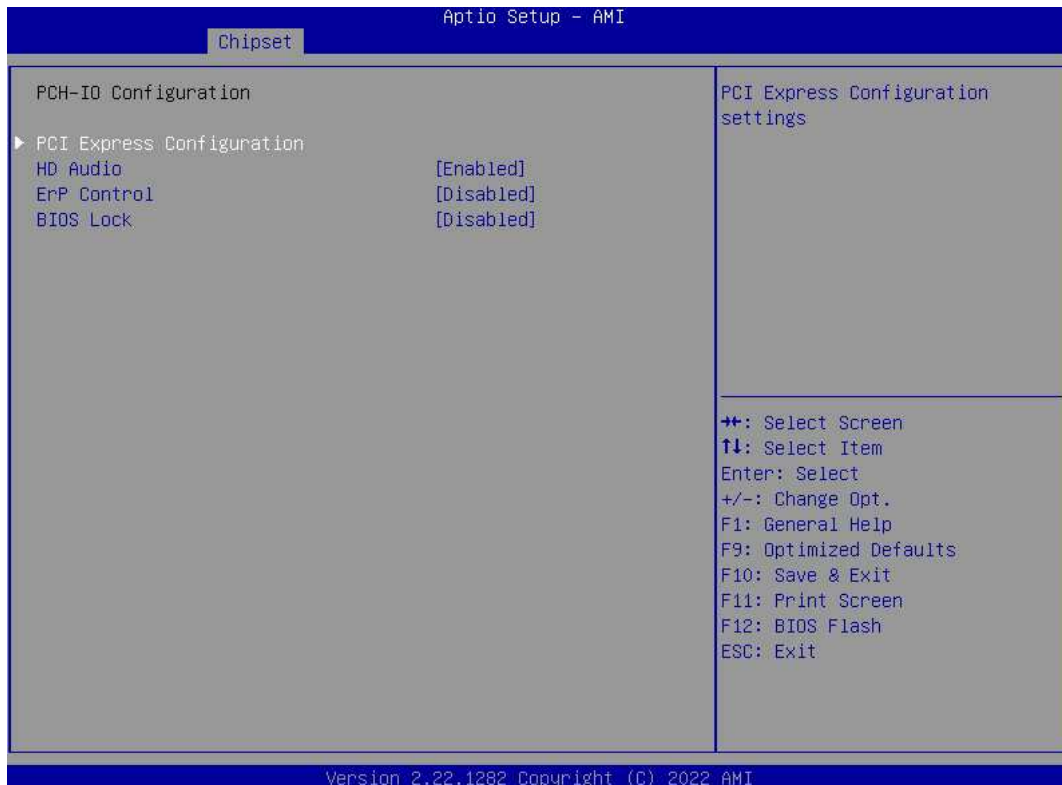 Aptio Setup - AMI
Chipset
PCH-IO Configuration
PCI Express Configuration
HD Audio [Enabled]
ErP Control [Disabled]
BIOS Lock [Disabled]
PCI Express Configuration
settings
→←: Select Screen
↑↓: Select Item
Enter: Select
+/-: Change Opt.
F1: General Help
F9: Optimized Defaults
F10: Save & Exit
F11: Print Screen
F12: BIOS Flash
ESC: Exit
Version 2.22.1282 Copyright (C) 2022 AMI